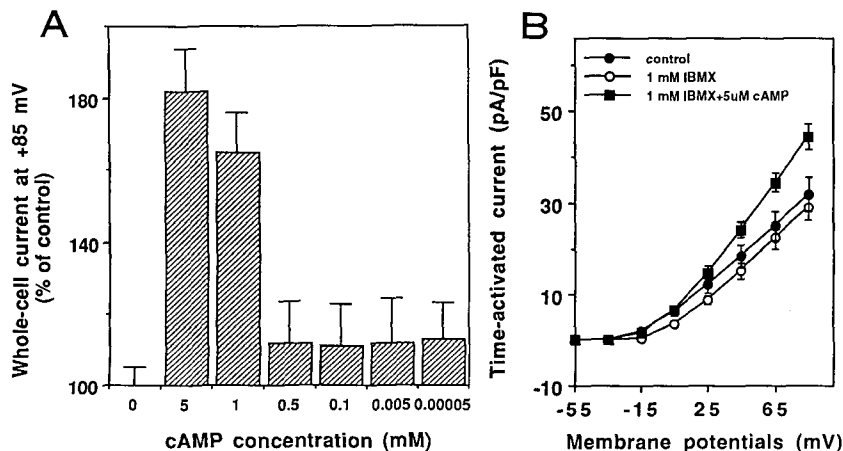 A
Whole-cell current at +85 mV
(% of control)
180
140
100
0 5 1 0.5 0.1 0.005 0.00005
cAMP concentration (mM)
B
Time-activated current (pA/pF)
control
1 mM IBMX
1 mM IBMX+5uM cAMP
50
30
10
-10
-55 -15 25 65
Membrane potentials (mV)